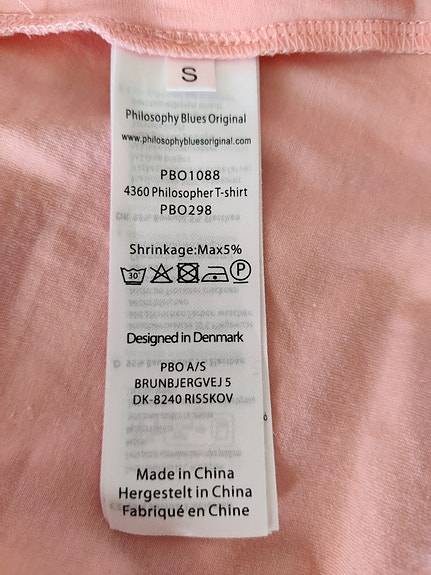 S
Philosophy Blues Original
www.philosophybluesoriginal.com
PBO1088
4360 Philosopher T-shirt
PBO298
Shrinkage:Max5%
30°
P
Designed in Denmark
PBO A/S
BRUNBJERGVEJ 5
DK-8240 RISSKOV
Made in China
Hergestelt in China
Fabriqué en Chine